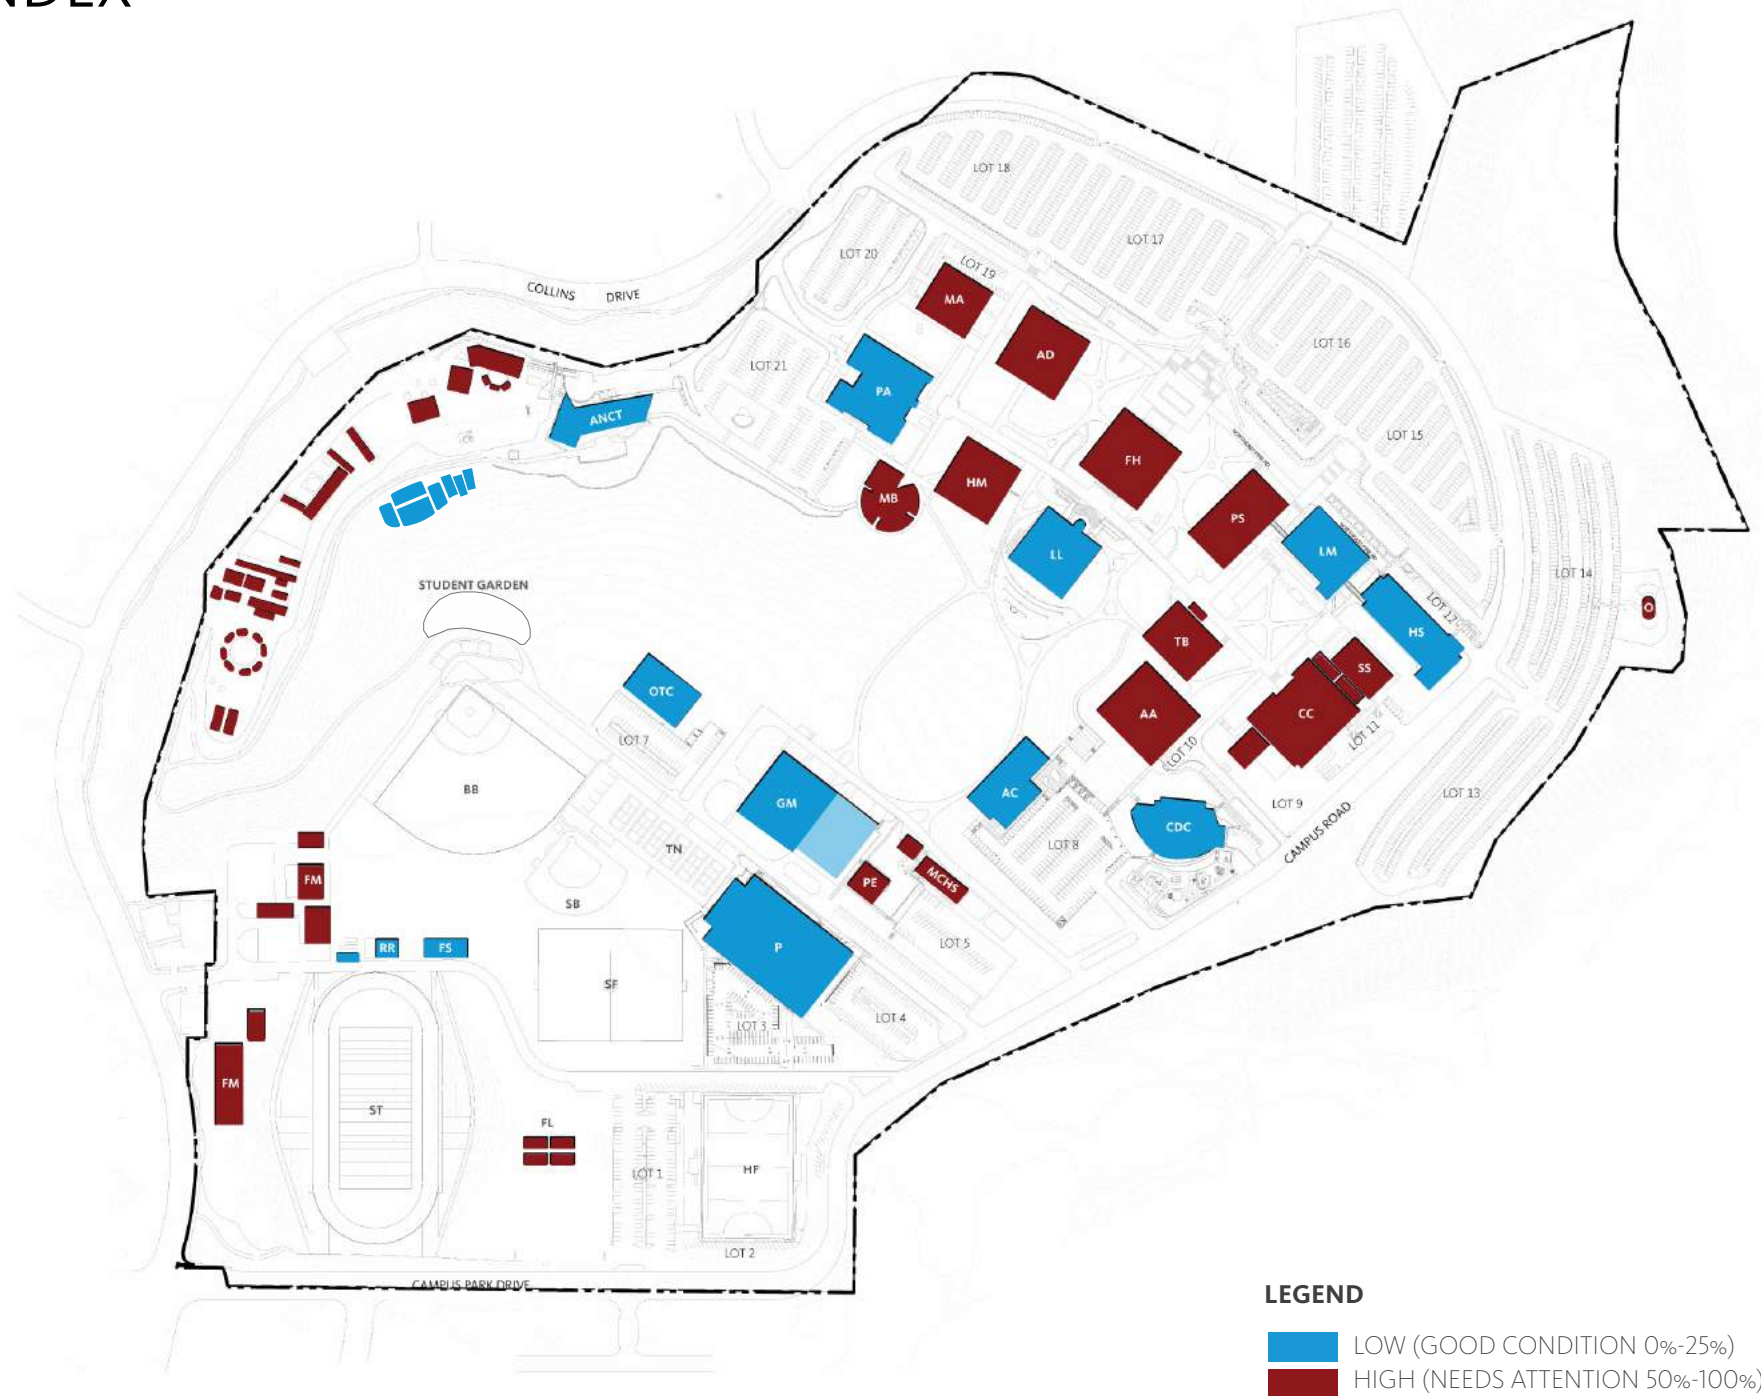 LOT 18
LOT 17
LOT 20
LOT 19
COLLINS DRIVE
MA
LOT 16
AD
LOT 21
PA
ANCT
LOT 15
FH
HM
MB
PS
LL
LM
LOT 14
STUDENT GARDEN
LOT 12
O
HS
TB
SS
OTC
AA
CC
LOT 7
LOT 11
LOT 10
BB
AC
LOT 13
GM
LOT 9
CDC
CAMPUS ROAD
TN
LOT 8
FM
PE
MCHS
SB
RR
FS
P
LOT 5
SF
LOT 4
LOT 3
FM
ST
FL
LOT 1
HF
LOT 2
CAMPUS PARK DRIVE
LEGEND
LOW (GOOD CONDITION 0%-25%)
HIGH (NEEDS ATTENTION 50%-100%)